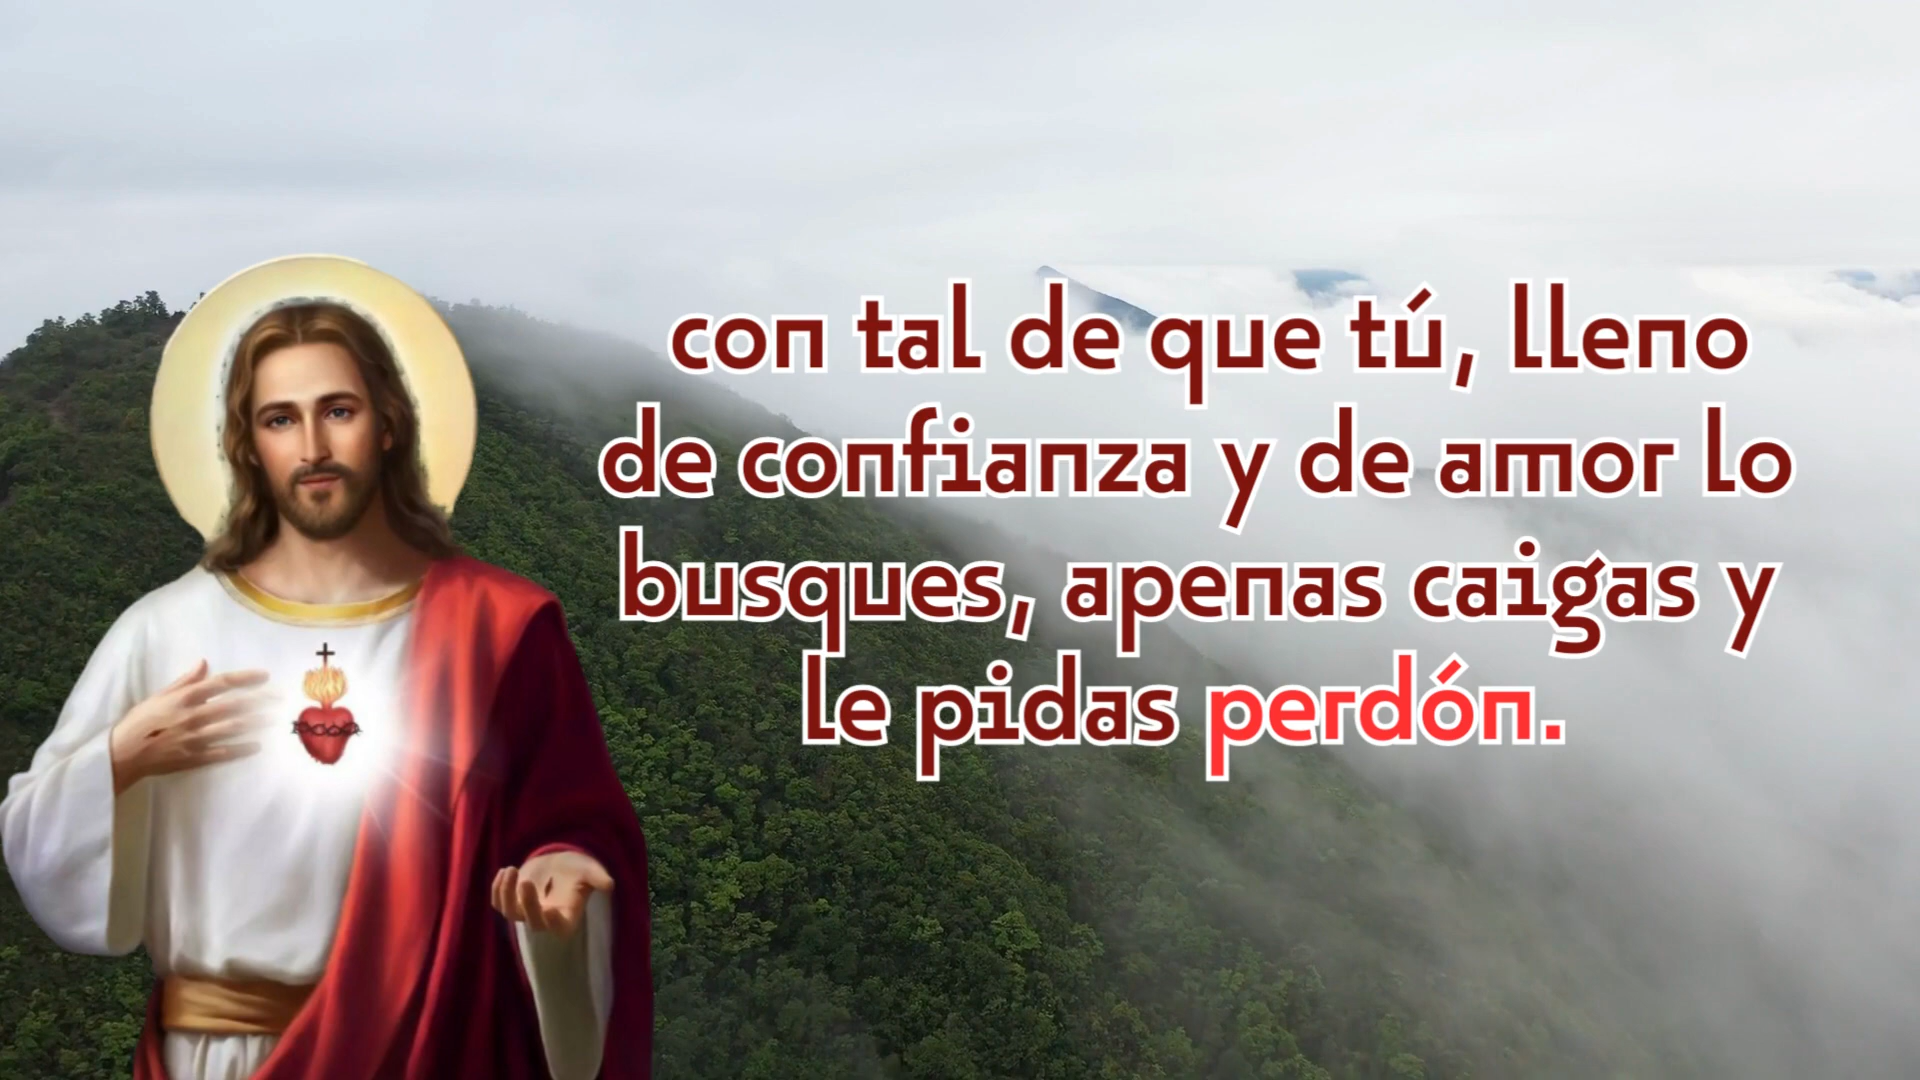 con tal de que tú, lleno
de confianza y de amor lo
busques, apenas caigas y
le pidas perdón.